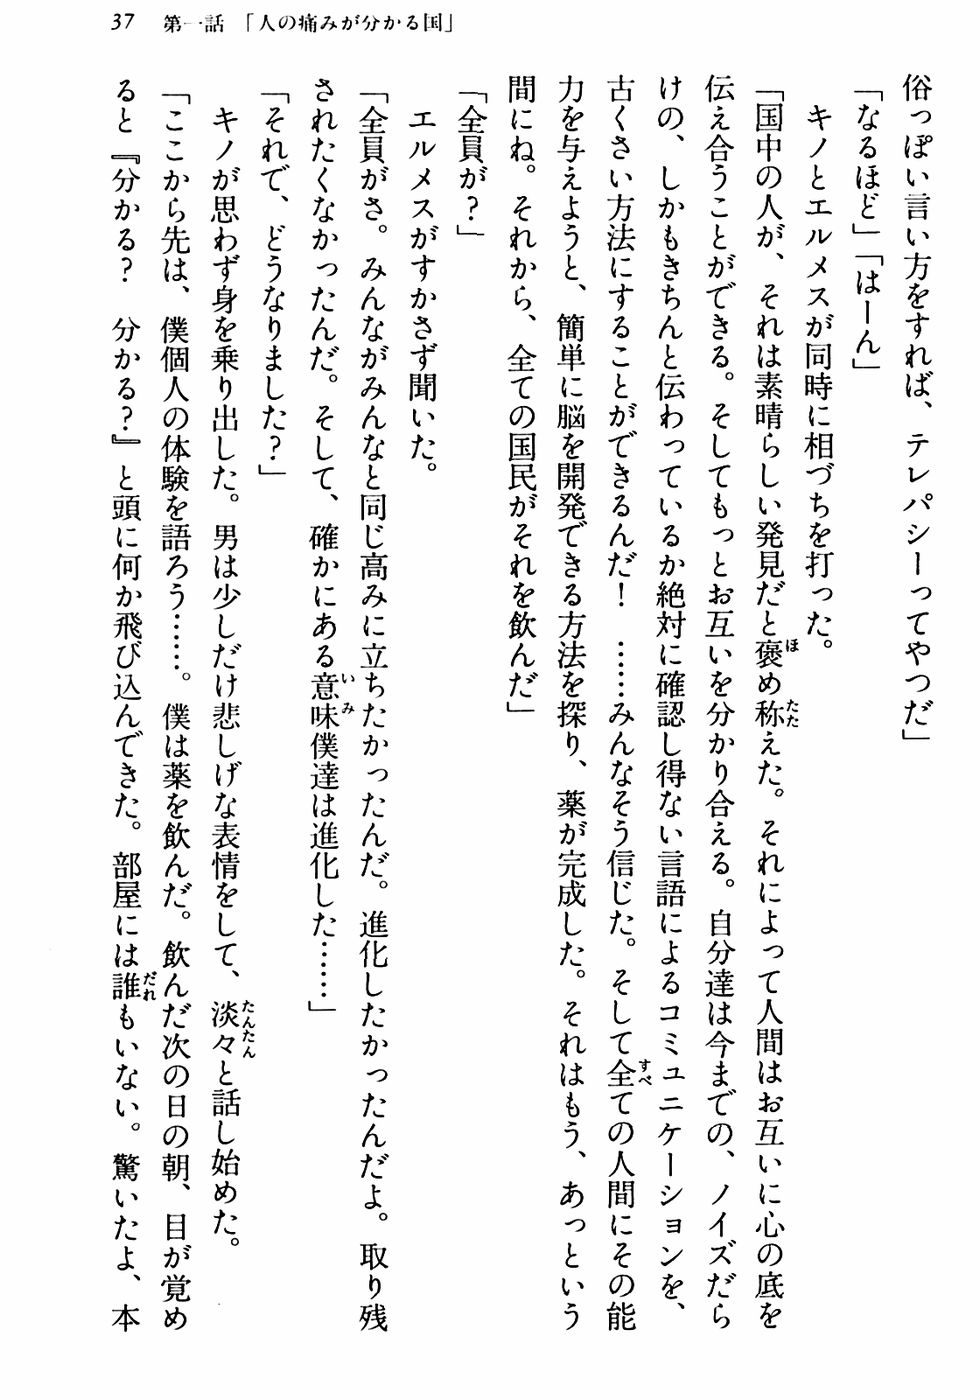 37　第一話　「人の痛みが分かる国」
俗っぽい言い方をすれば、テレパシーってやつだ」
「なるほど」「はーん」
　キノとエルメスが同時に相づちを打った。
「国中の人が、それは素晴らしい発見だと褒め称えた。それによって人間はお互いに心の底を
伝え合うことができる。そしてもっとお互いを分かり合える。自分達は今までの、ノイズだら
けの、しかもきちんと伝わっているか絶対に確認し得ない言語によるコミュニケーションを、
古くさい方法にすることができるんだ！　……みんなそう信じた。そして全ての人間にその能
力を与えようと、簡単に脳を開発できる方法を探り、薬が完成した。それはもう、あっという
間にね。それから、全ての国民がそれを飲んだ」
「全員が？」
　エルメスがすかさず聞いた。
「全員がさ。みんながみんなと同じ高みに立ちたかったんだ。進化したかったんだよ。取り残
されたくなかったんだ。そして、確かにある意味僕達は進化した……」
「それで、どうなりました？」
　キノが思わず身を乗り出した。男は少しだけ悲しげな表情をして、淡々と話し始めた。
「ここから先は、僕個人の体験を語ろう……。僕は薬を飲んだ。飲んだ次の日の朝、目が覚め
ると『分かる？　分かる？』と頭に何か飛び込んできた。部屋には誰もいない。驚いたよ、本